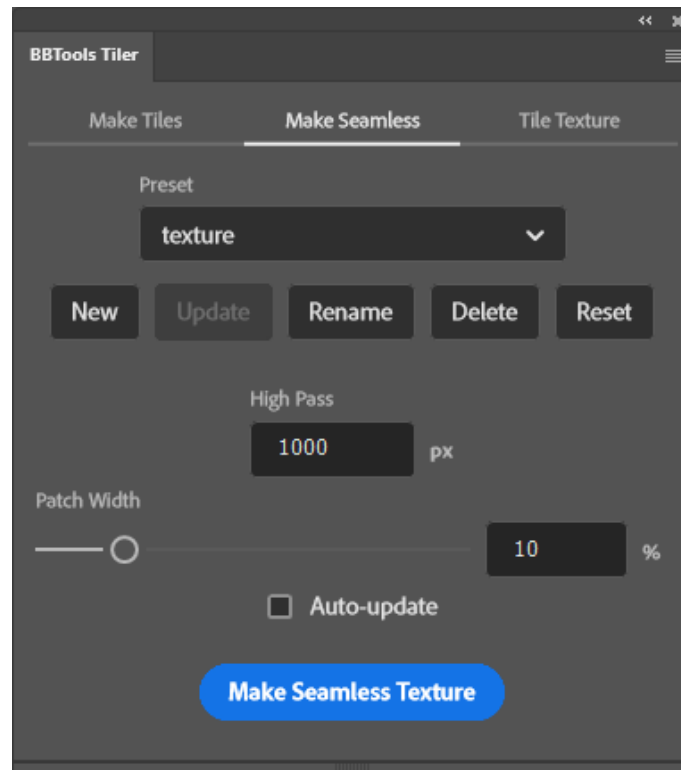 BBTools Tiler
Make Tiles Make Seamless Tile Texture
Preset
texture
New Update Rename Delete Reset
High Pass
1000 px
Patch Width
10 %
Auto-update
Make Seamless Texture